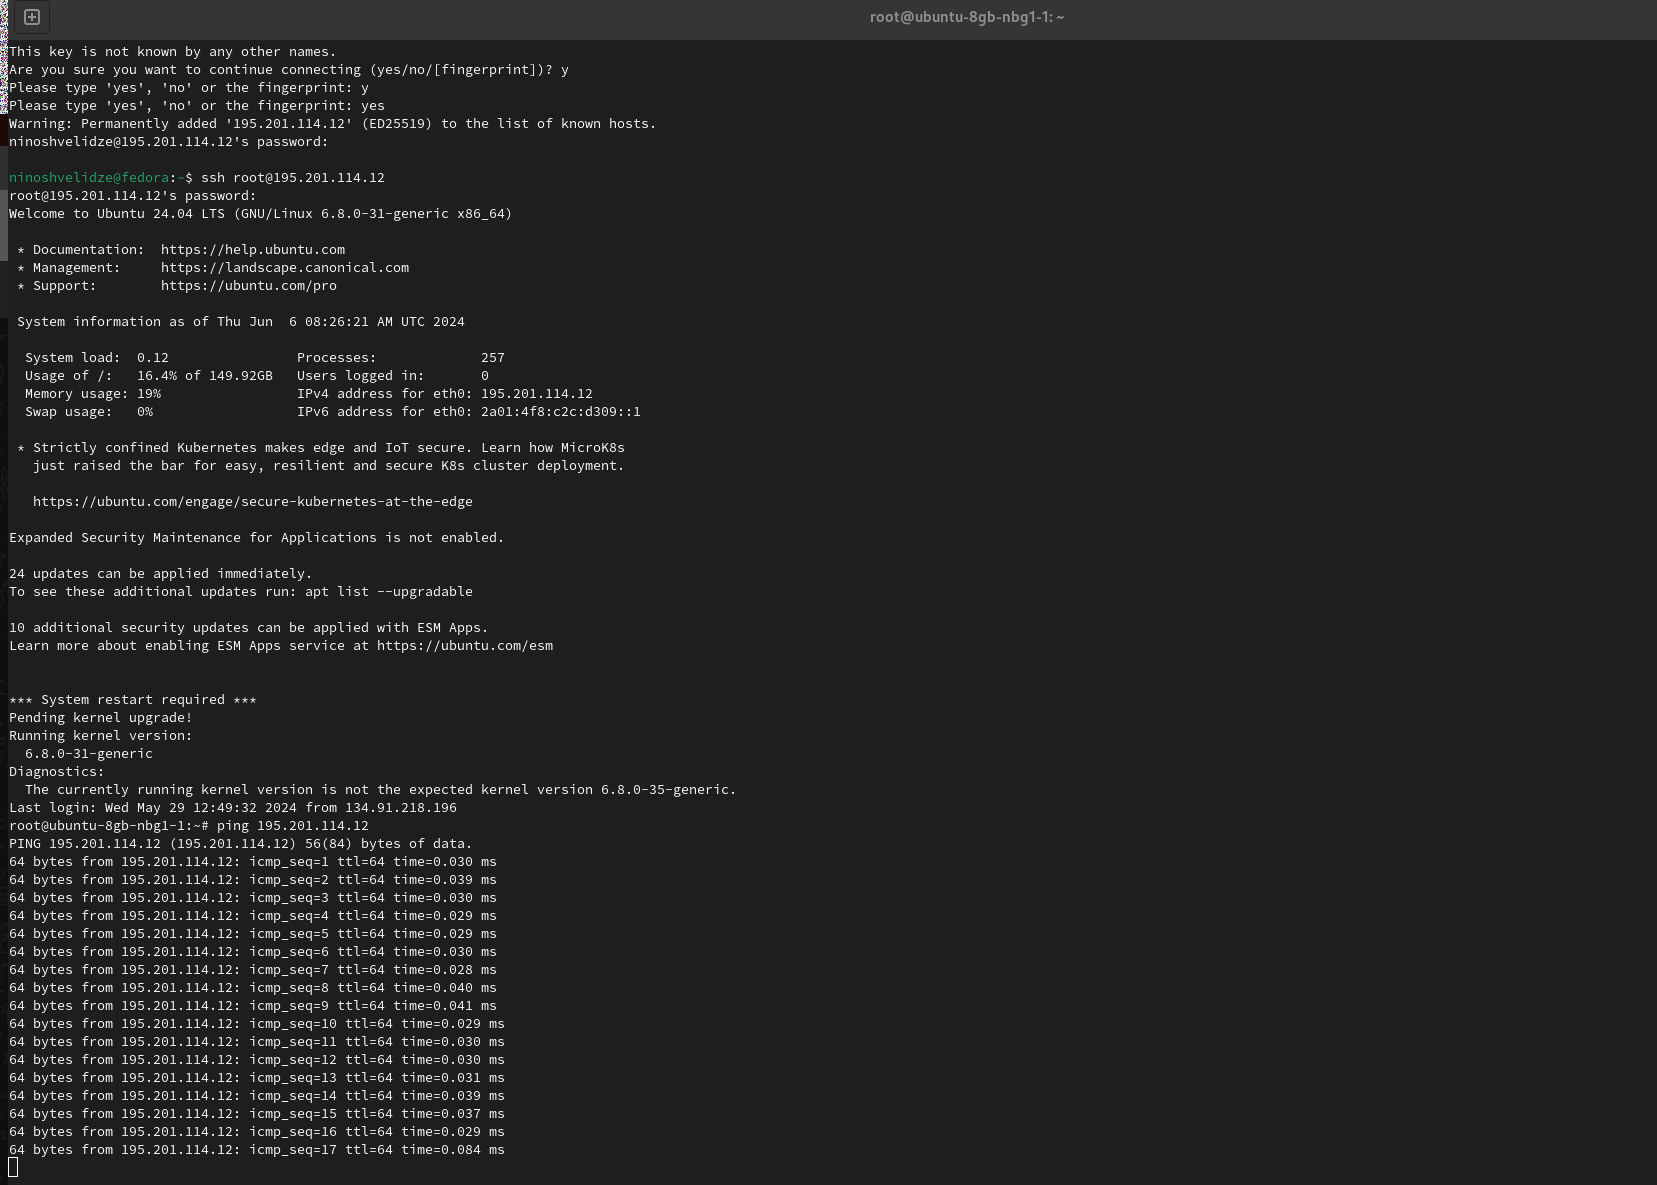 root@ubuntu-8gb-nbg1-1: ~
This key is not known by any other names.
Are you sure you want to continue connecting (yes/no/[fingerprint])? y
Please type 'yes', 'no' or the fingerprint: y
Please type 'yes', 'no' or the fingerprint: yes
Warning: Permanently added '195.201.114.12' (ED25519) to the list of known hosts.
ninoshvelidze@195.201.114.12's password:
ninoshvelidze@fedora:~$ ssh root@195.201.114.12
root@195.201.114.12's password:
Welcome to Ubuntu 24.04 LTS (GNU/Linux 6.8.0-31-generic x86_64)
* Documentation:  https://help.ubuntu.com
* Management:     https://landscape.canonical.com
* Support:        https://ubuntu.com/pro
System information as of Thu Jun  6 08:26:21 AM UTC 2024
System load:  0.12                Processes:             257
Usage of /:   16.4% of 149.92GB   Users logged in:       0
Memory usage: 19%                 IPv4 address for eth0: 195.201.114.12
Swap usage:   0%                  IPv6 address for eth0: 2a01:4f8:c2c:d309::1
* Strictly confined Kubernetes makes edge and IoT secure. Learn how MicroK8s
just raised the bar for easy, resilient and secure K8s cluster deployment.
https://ubuntu.com/engage/secure-kubernetes-at-the-edge
Expanded Security Maintenance for Applications is not enabled.
24 updates can be applied immediately.
To see these additional updates run: apt list --upgradable
10 additional security updates can be applied with ESM Apps.
Learn more about enabling ESM Apps service at https://ubuntu.com/esm
*** System restart required ***
Pending kernel upgrade!
Running kernel version:
6.8.0-31-generic
Diagnostics:
The currently running kernel version is not the expected kernel version 6.8.0-35-generic.
Last login: Wed May 29 12:49:32 2024 from 134.91.218.196
root@ubuntu-8gb-nbg1-1:~# ping 195.201.114.12
PING 195.201.114.12 (195.201.114.12) 56(84) bytes of data.
64 bytes from 195.201.114.12: icmp_seq=1 ttl=64 time=0.030 ms
64 bytes from 195.201.114.12: icmp_seq=2 ttl=64 time=0.039 ms
64 bytes from 195.201.114.12: icmp_seq=3 ttl=64 time=0.030 ms
64 bytes from 195.201.114.12: icmp_seq=4 ttl=64 time=0.029 ms
64 bytes from 195.201.114.12: icmp_seq=5 ttl=64 time=0.029 ms
64 bytes from 195.201.114.12: icmp_seq=6 ttl=64 time=0.030 ms
64 bytes from 195.201.114.12: icmp_seq=7 ttl=64 time=0.028 ms
64 bytes from 195.201.114.12: icmp_seq=8 ttl=64 time=0.040 ms
64 bytes from 195.201.114.12: icmp_seq=9 ttl=64 time=0.041 ms
64 bytes from 195.201.114.12: icmp_seq=10 ttl=64 time=0.029 ms
64 bytes from 195.201.114.12: icmp_seq=11 ttl=64 time=0.030 ms
64 bytes from 195.201.114.12: icmp_seq=12 ttl=64 time=0.030 ms
64 bytes from 195.201.114.12: icmp_seq=13 ttl=64 time=0.031 ms
64 bytes from 195.201.114.12: icmp_seq=14 ttl=64 time=0.039 ms
64 bytes from 195.201.114.12: icmp_seq=15 ttl=64 time=0.037 ms
64 bytes from 195.201.114.12: icmp_seq=16 ttl=64 time=0.029 ms
64 bytes from 195.201.114.12: icmp_seq=17 ttl=64 time=0.084 ms